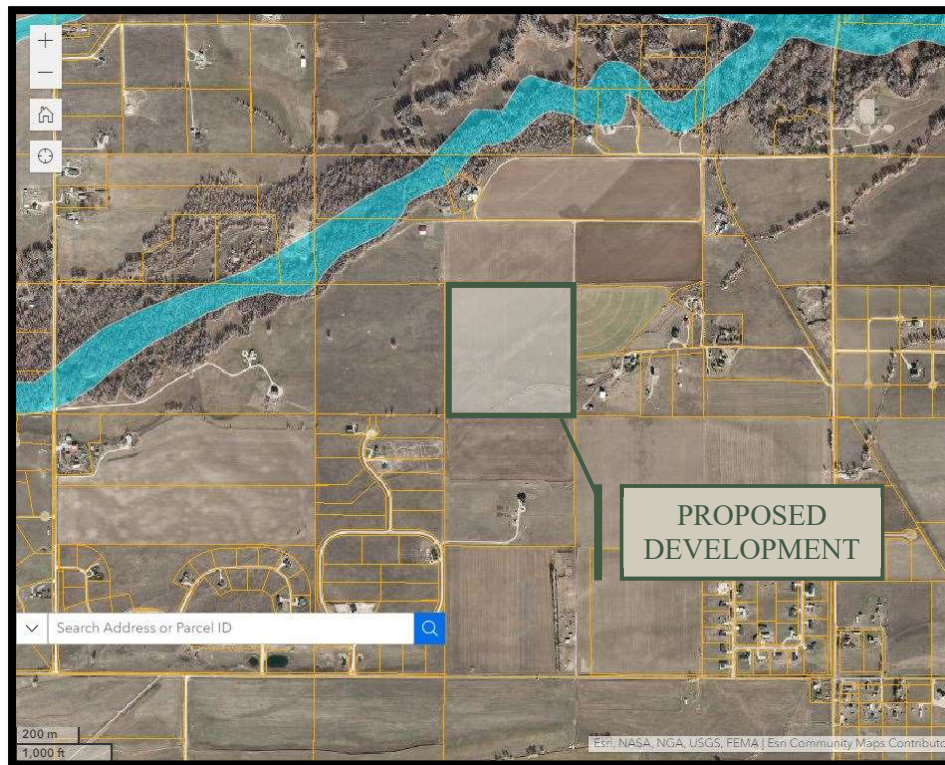 +
−
PROPOSED
DEVELOPMENT
Search Address or Parcel ID
200 m
1,000 ft
Esri, NASA, NGA, USGS, FEMA | Esri Community Maps Contributo